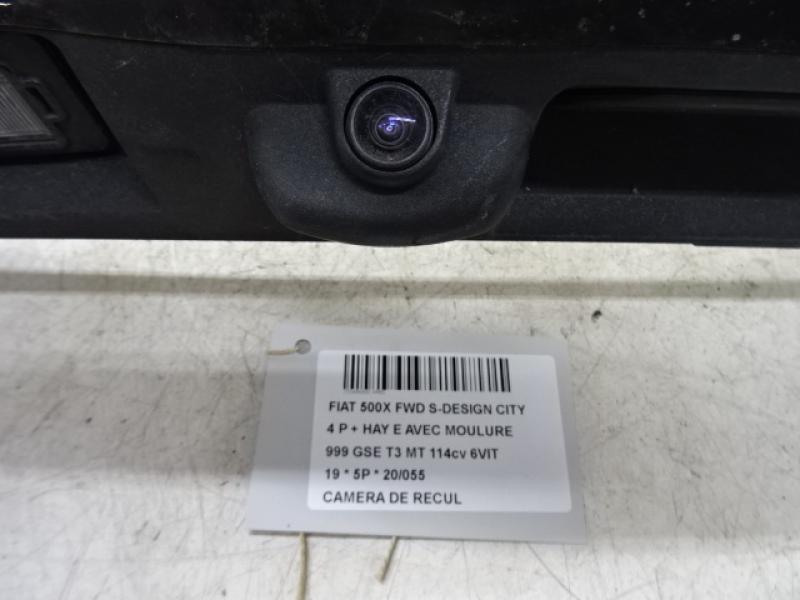 FIAT 500X FWD S-DESIGN CITY
4 P + HAY E AVEC MOULURE
999 GSE T3 MT 114cv 6VIT
19 * 5P * 20/055
CAMERA DE RECUL